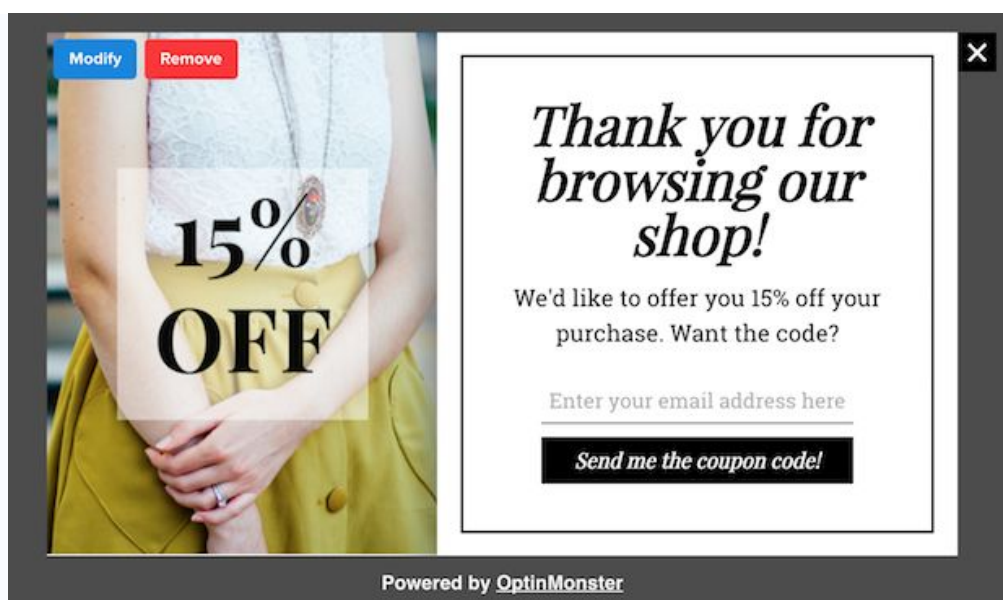 Modify Remove
15%
OFF
Thank you for
browsing our
shop!
We'd like to offer you 15% off your
purchase. Want the code?
Enter your email address here
Send me the coupon code!
Powered by OptinMonster